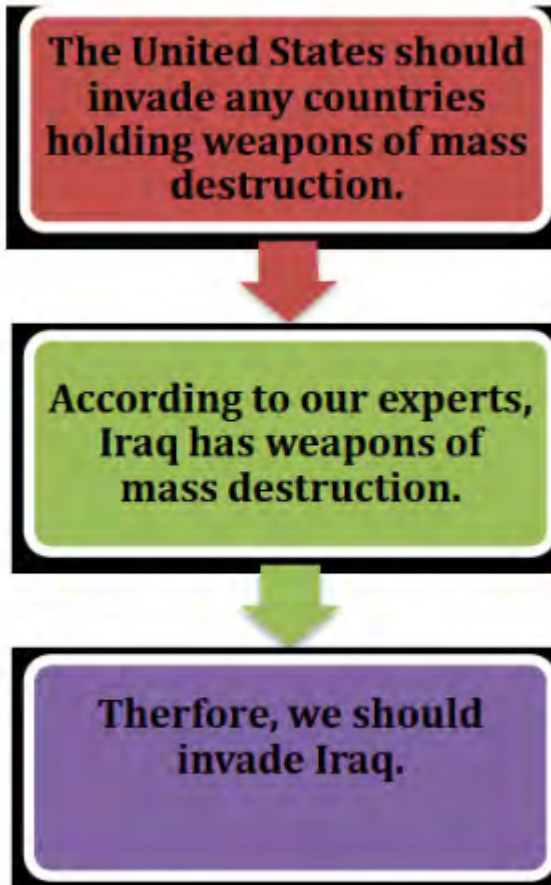 The United States should
invade any countries
holding weapons of mass
destruction.
According to our experts,
Iraq has weapons of
mass destruction.
Therfore, we should
invade Iraq.